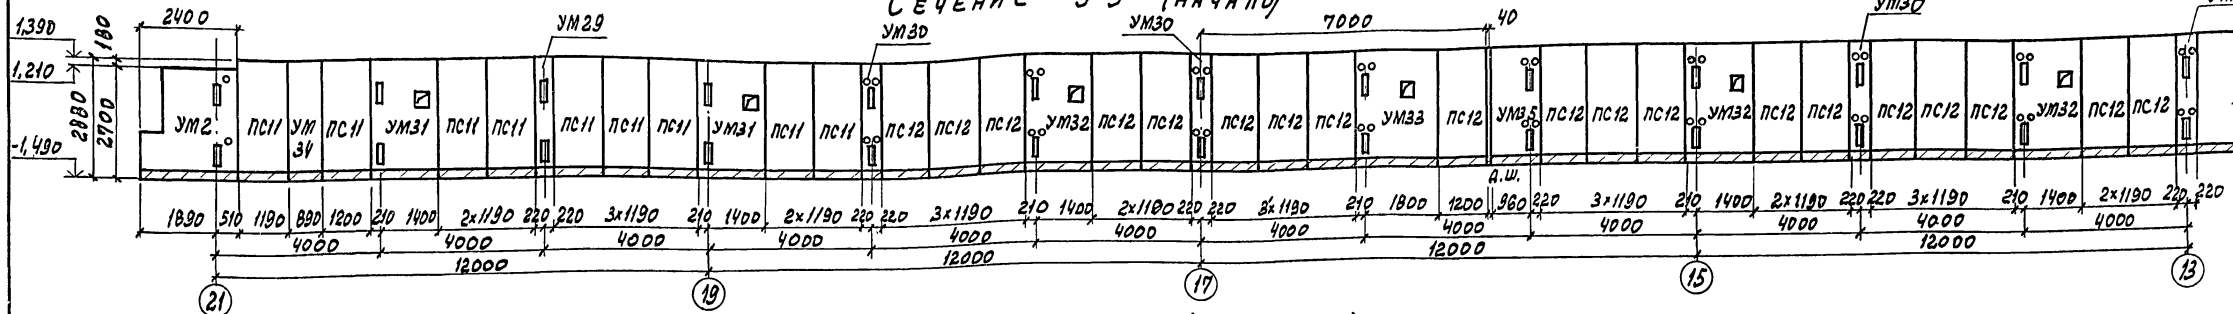 СЕЧЕНИЕ (НАЧАЛО)
2400 УМ29 УМ30 УМ30 7000 40 УМ30
1,390 180
1,210
2880 2700
УМ2 ПС11 УМ34 ПС11 УМ31 ПС11 ПС11 ПС11 ПС11 ПС11 УМ31 ПС11 ПС11 ПС12 ПС12 ПС12 УМ32 ПС12 ПС12 ПС12 ПС12 ПС12 УМ33 ПС12 УМ35 ПС12 ПС12 ПС12 УМ32 ПС12 ПС12 ПС12 ПС12 ПС12 УМ32 ПС12 ПС12
-1,490
Д.Ш.
1890 510 1190 890 1200 210 1400 2х1190 220 220 3х1190 210 1400 2х1190 220 220 3х1190 210 1400 2х1180 220 220 3х1190 210 1800 1200 960 220 3х1190 210 1400 2х1190 220 220 3х1190 210 1400 2х1190 220 220
4000 4000 4000 4000 4000 4000 4000 4000 4000 4000 4000 4000
12000 12000 12000 12000
21 19 17 15 13